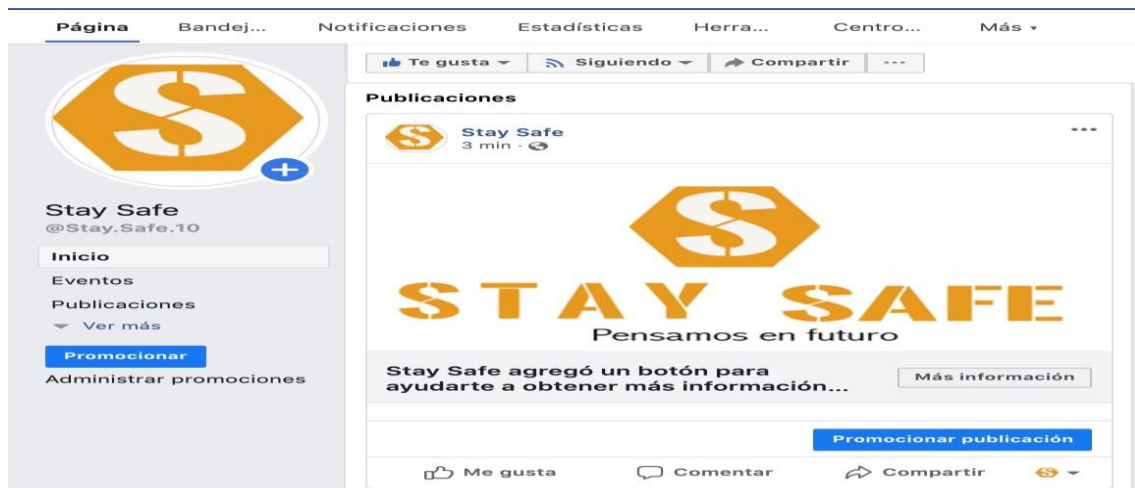 Página Bandej... Notificaciones Estadísticas Herra... Centro... Más
Te gusta Siguiendo Compartir ...
Publicaciones
Stay Safe
3 min ·
Stay Safe
@Stay.Safe.10
Inicio
Eventos
Publicaciones
Ver más
Promocionar
Administrar promociones
S
STAY SAFE
Pensamos en futuro
Stay Safe agregó un botón para
ayudarte a obtener más información...
Más información
Promocionar publicación
Me gusta Comentar Compartir